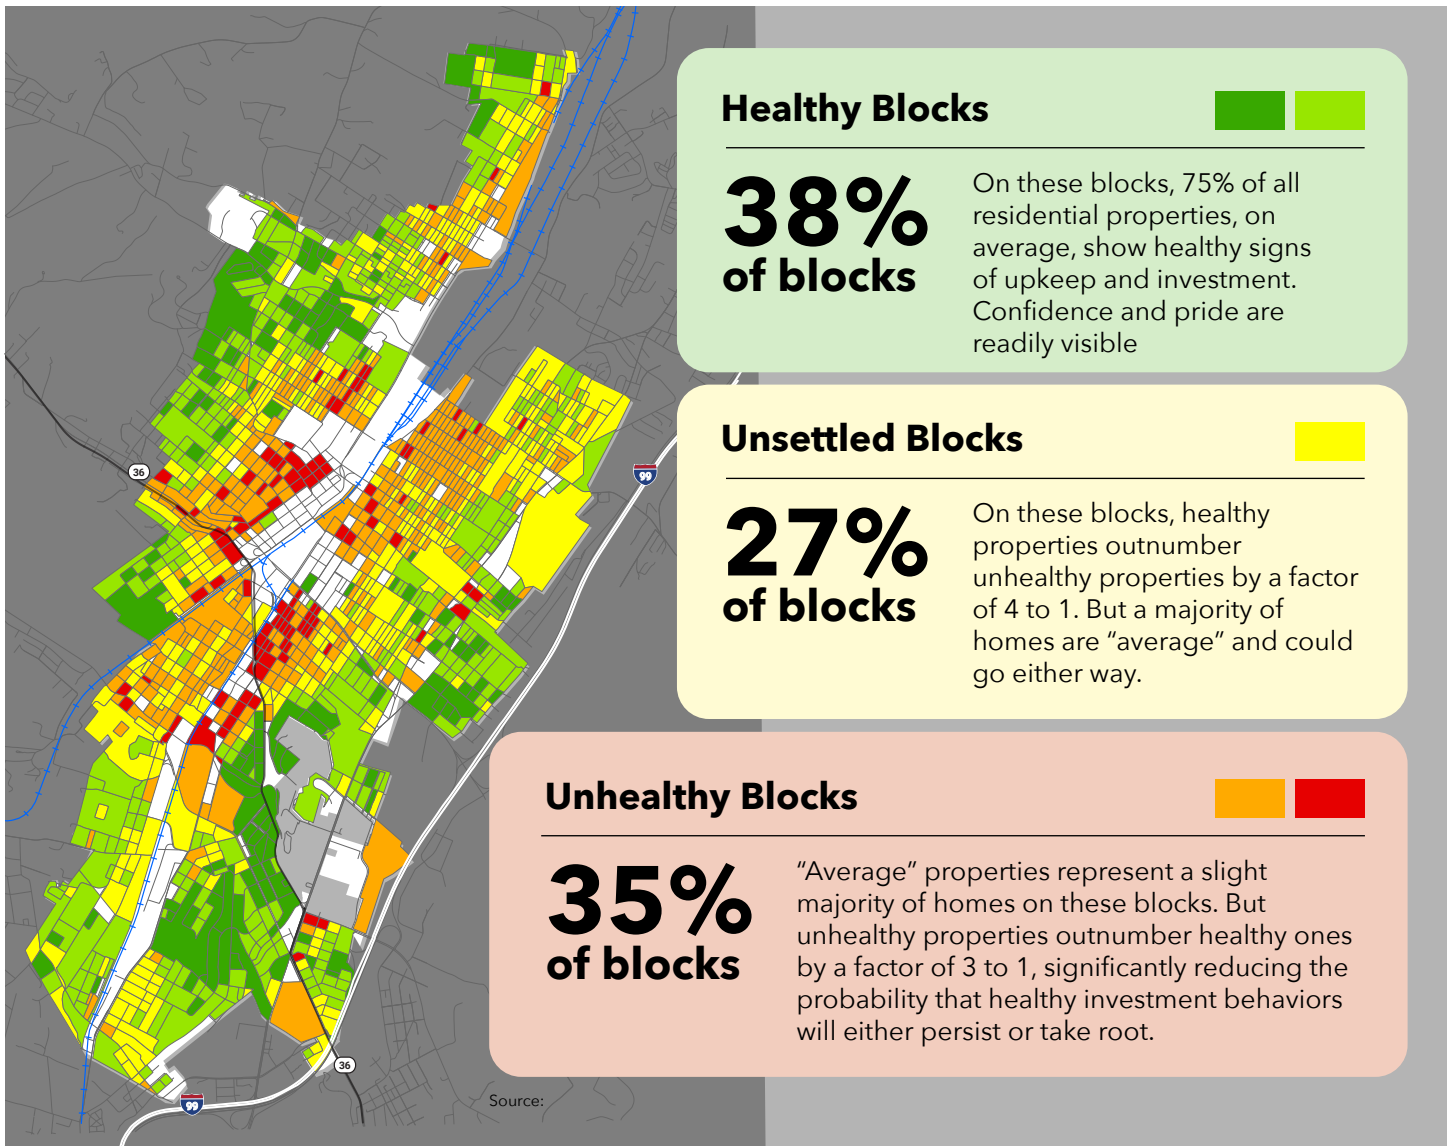 Healthy Blocks
38%
of blocks
On these blocks, 75% of all
residential properties, on
average, show healthy signs
of upkeep and investment.
Confidence and pride are
readily visible
Unsettled Blocks
27%
of blocks
On these blocks, healthy
properties outnumber
unhealthy properties by a factor
of 4 to 1. But a majority of
homes are “average” and could
go either way.
Unhealthy Blocks
35%
of blocks
“Average” properties represent a slight
majority of homes on these blocks. But
unhealthy properties outnumber healthy ones
by a factor of 3 to 1, significantly reducing the
probability that healthy investment behaviors
will either persist or take root.
36
99
36
99
Source: